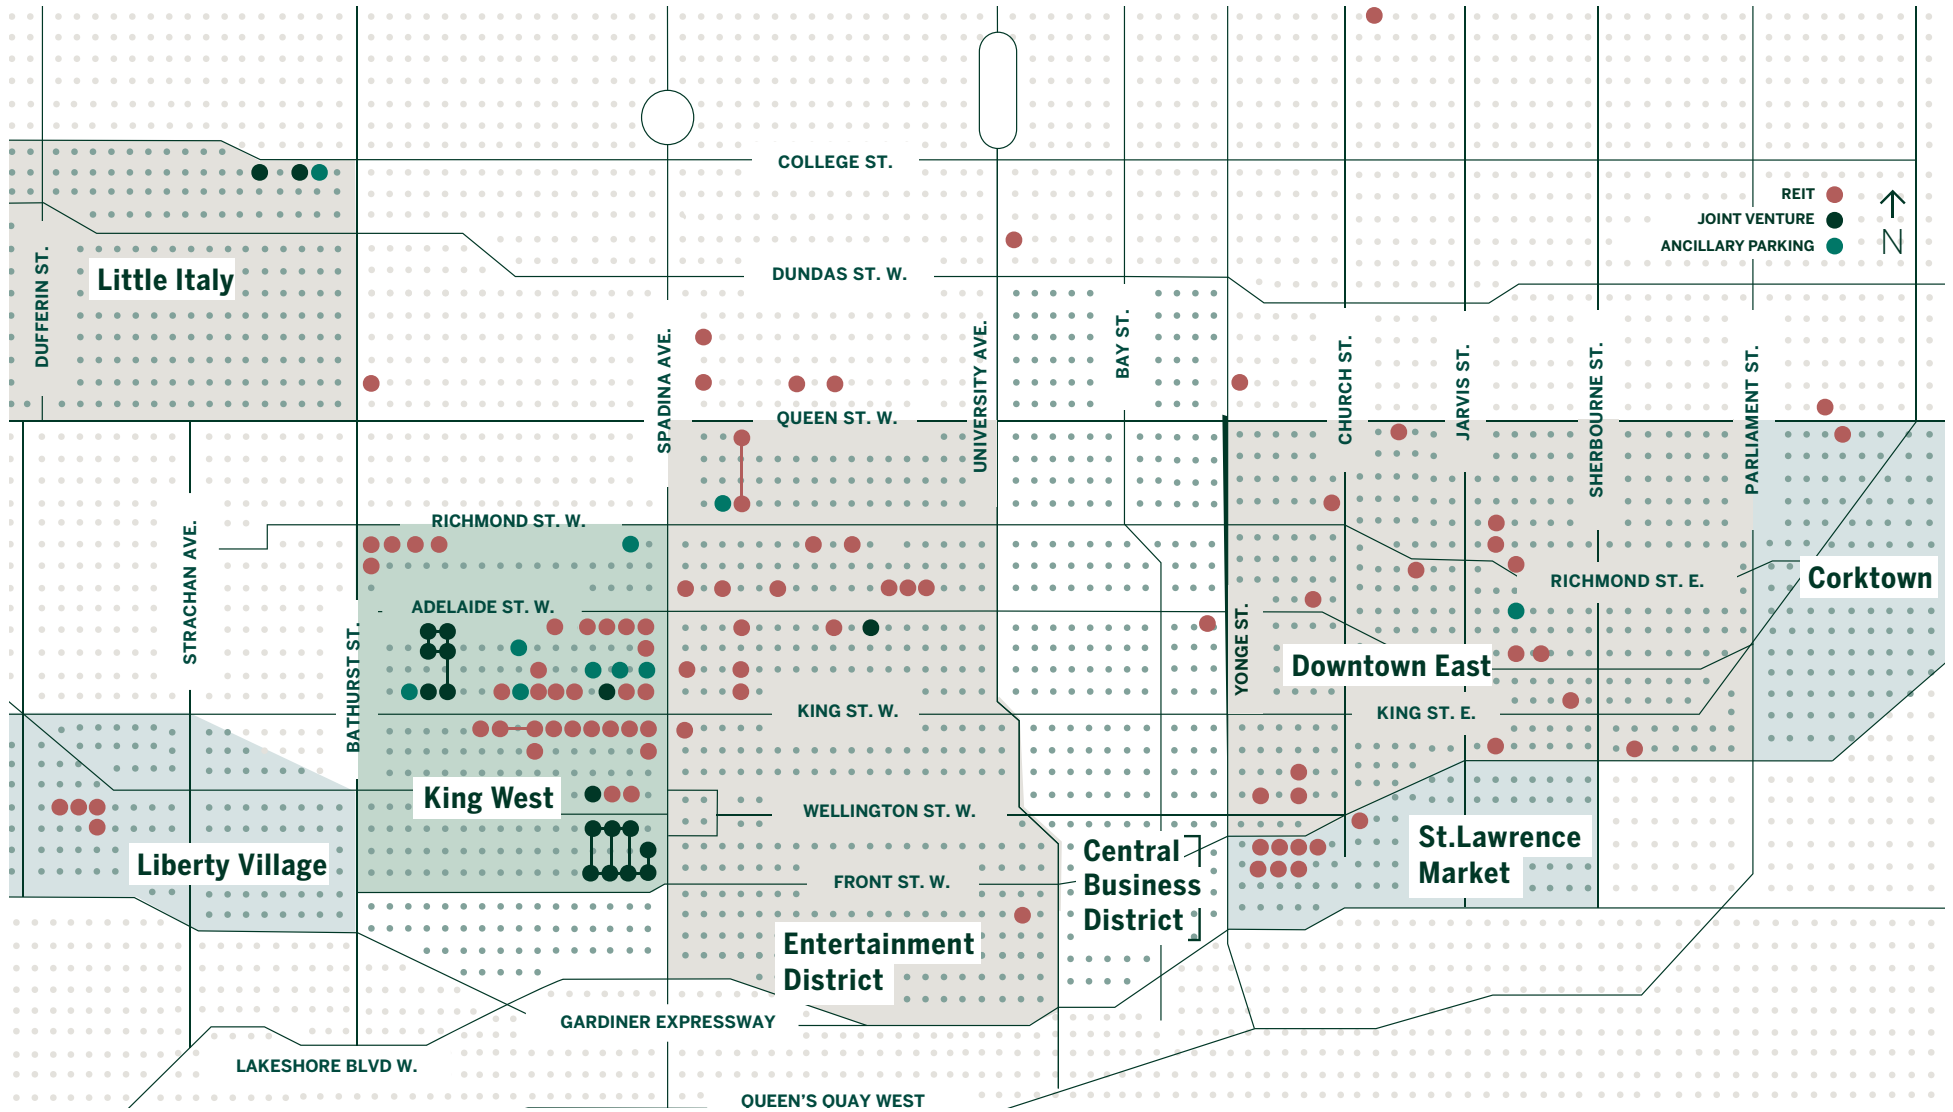 COLLEGE ST.
REIT
JOINT VENTURE
ANCILLARY PARKING
N
DUNDAS ST. W.
Little Italy
DUFFERIN ST.
SPADINA AVE.
UNIVERSITY AVE.
BAY ST.
CHURCH ST.
JARVIS ST.
SHERBOURNE ST.
PARLIAMENT ST.
QUEEN ST. W.
RICHMOND ST. W.
STRACHAN AVE.
BATHURST ST.
ADELAIDE ST. W.
YONGE ST.
RICHMOND ST. E.
Corktown
Downtown East
KING ST. W.
KING ST. E.
King West
WELLINGTON ST. W.
Liberty Village
Central
Business
District
St.Lawrence
Market
FRONT ST. W.
Entertainment
District
GARDINER EXPRESSWAY
LAKESHORE BLVD W.
QUEEN'S QUAY WEST